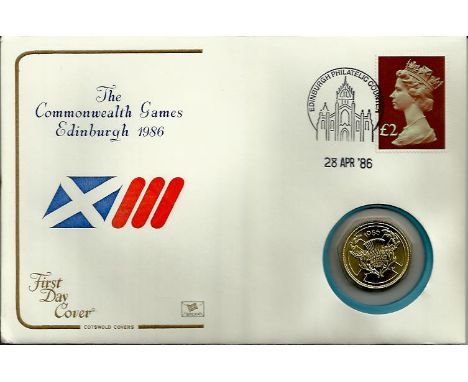 The
Commonwealth Games
Edinburgh 1986
EDINBURGH PHILATELIC COUNTER
28 APR '86
£2
1986
First
Day
Cover
COTSWOLD COVERS